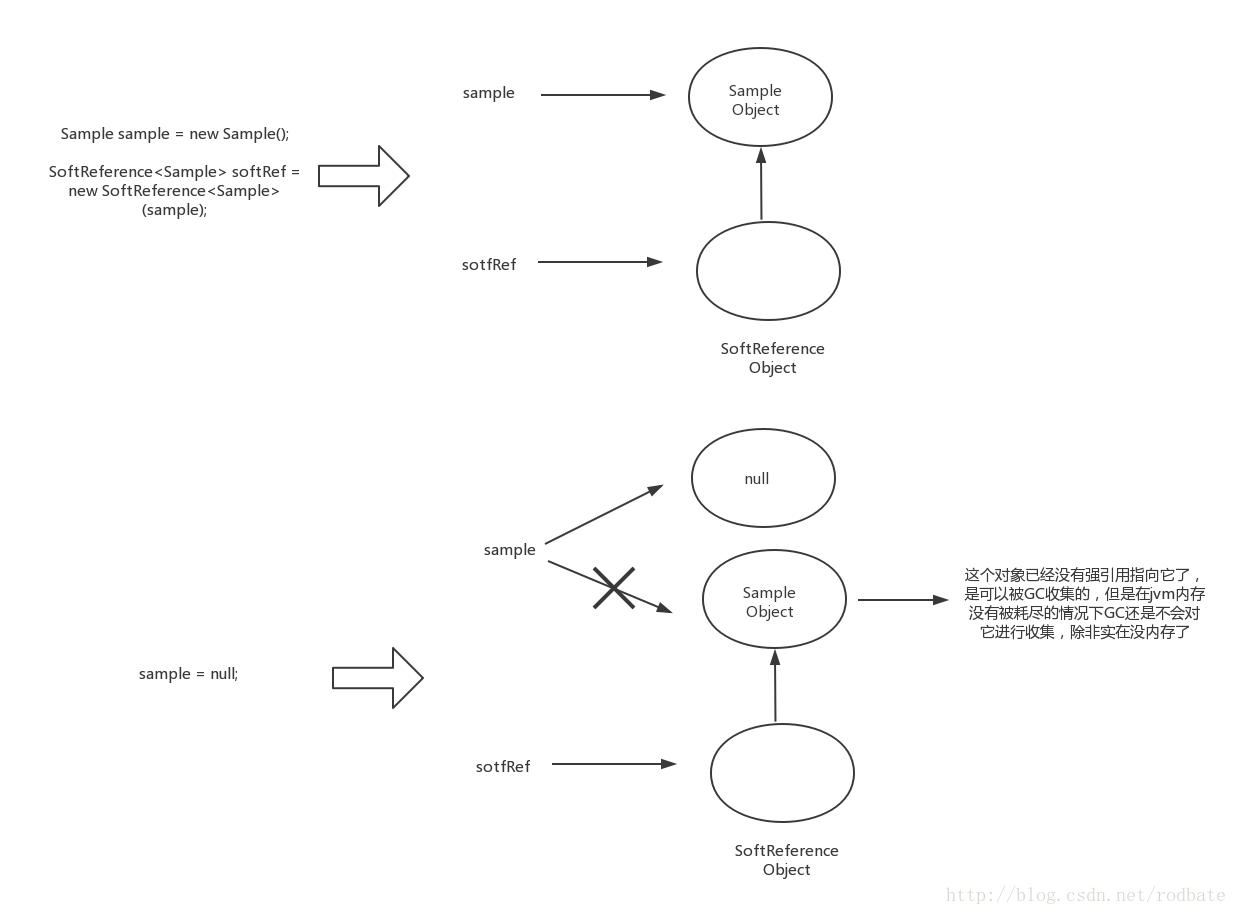 Sample sample = new Sample();
SoftReference<Sample> softRef =
new SoftReference<Sample>
(sample);
sample
Sample
Object
sotfRef
SoftReference
Object
sample = null;
sample
null
Sample
Object
这个对象已经没有强引用指向它了，
是可以被GC收集的，但是在jvm内存
没有被耗尽的情况下GC还是不会对
它进行收集，除非实在没内存了
sotfRef
SoftReference
Object
http://blog.csdn.net/rodbate